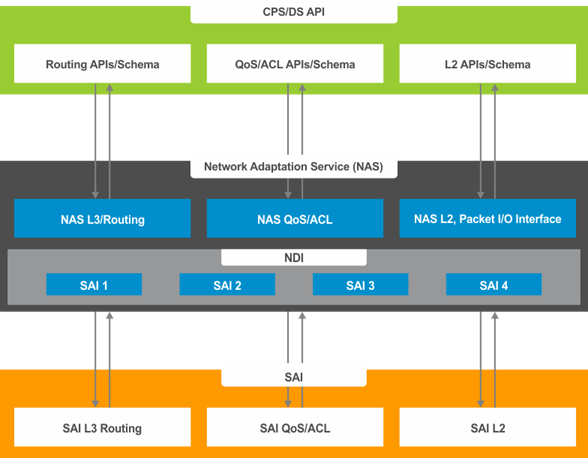 CPS/DS API
Routing APIs/Schema
QoS/ACL APIs/Schema
L2 APIs/Schema
Network Adaptation Service (NAS)
NAS L3/Routing
NAS QoS/ACL
NAS L2, Packet I/O Interface
NDI
SAI 1
SAI 2
SAI 3
SAI 4
SAI
SAI L3 Routing
SAI QoS/ACL
SAI L2